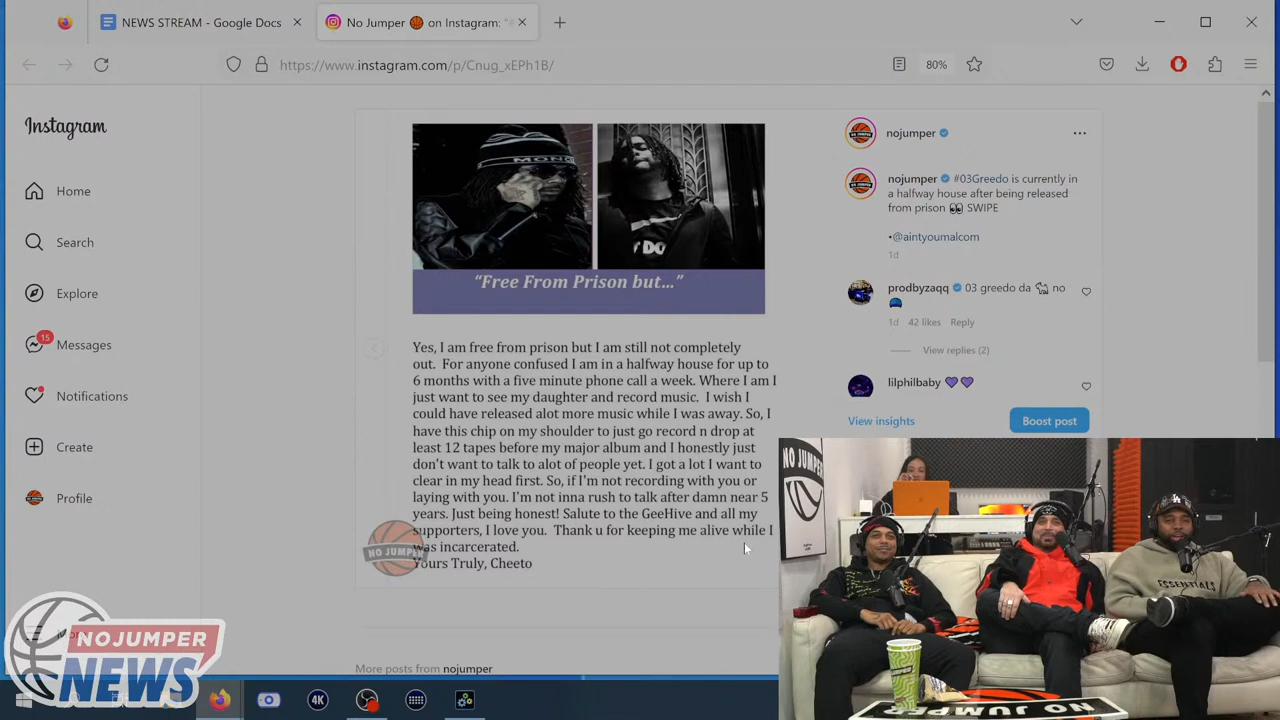 NEWS STREAM - Google Docs
No Jumper 🏀 on Instagram: "#
https://www.instagram.com/p/Cnug_xEPh1B/
80%
Instagram
Home
Search
Explore
15
Messages
Notifications
Create
Profile
MONC
DO
“Free From Prison but...”
Yes, I am free from prison but I am still not completely
out.  For anyone confused I am in a halfway house for up to
6 months with a five minute phone call a week. Where I am I
just want to see my daughter and record music.  I wish I
could have released alot more music while I was away. So, I
have this chip on my shoulder to just go record n drop at
least 12 tapes before my major album and I honestly just
don't want to talk to alot of people yet. I got a lot I want to
clear in my head first. So, if I'm not recording with you or
laying with you. I'm not inna rush to talk after damn near 5
years. Just being honest! Salute to the GeeHive and all my
supporters, I love you.  Thank u for keeping me alive while I
was incarcerated.
Yours Truly, Cheeto
NO JUMPER
nojumper
nojumper #03Greedo is currently in
a halfway house after being released
from prison 👀 SWIPE
•@aintyoumalcom
1d
prodbyzaqq 03 greedo da 🐪 no
🧢
1d 42 likes Reply
View replies (2)
lilphilbaby 💜💜
View insights
Boost post
More posts from nojumper
NO JUMPER
ESSENTIALS
NO JUMPER
NOJUMPER
NEWS
4K